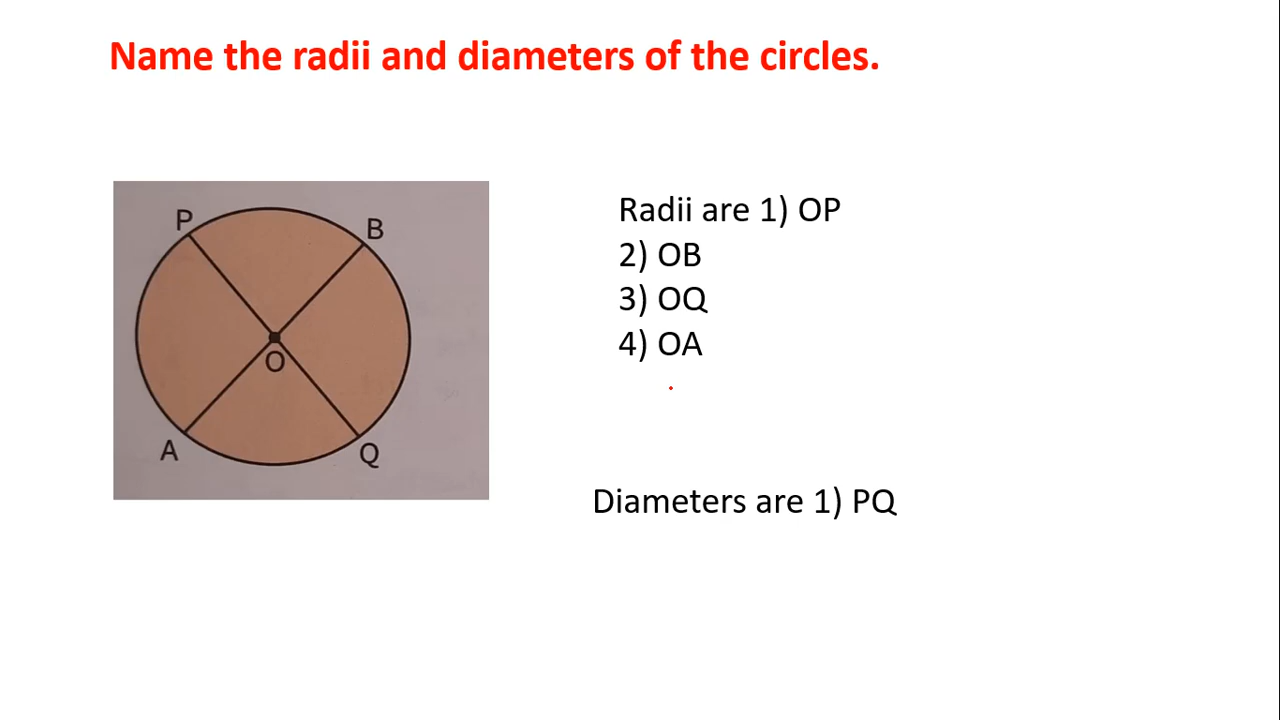 Name the radii and diameters of the circles.
P
B
O
A
Q
Radii are 1) OP
2) OB
3) OQ
4) OA
Diameters are 1) PQ